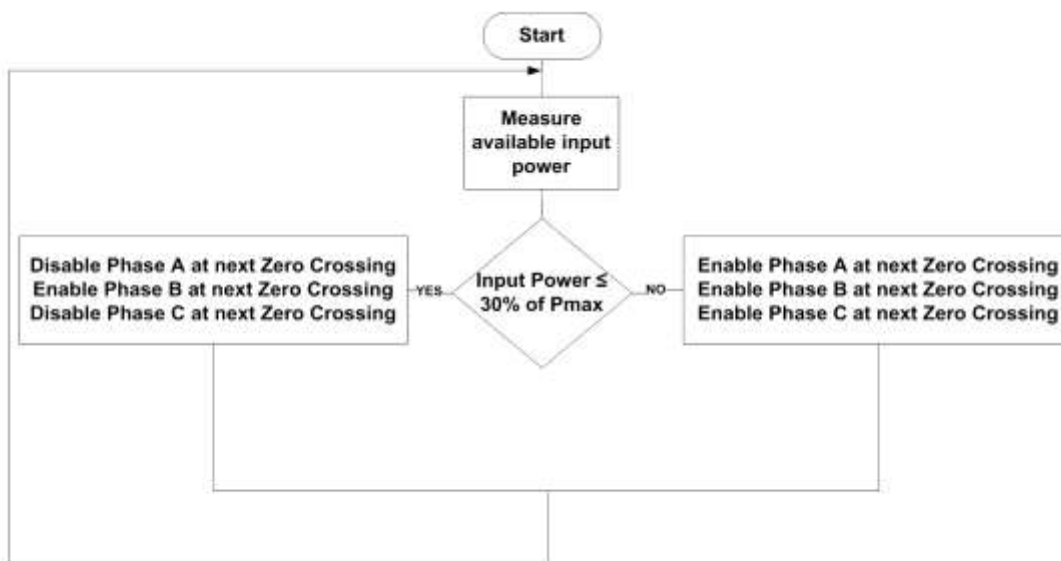 Start
Measure
available input
power
Disable Phase A at next Zero Crossing
Enable Phase B at next Zero Crossing
Disable Phase C at next Zero Crossing
YES
Input Power ≤
30% of Pmax
NO
Enable Phase A at next Zero Crossing
Enable Phase B at next Zero Crossing
Enable Phase C at next Zero Crossing